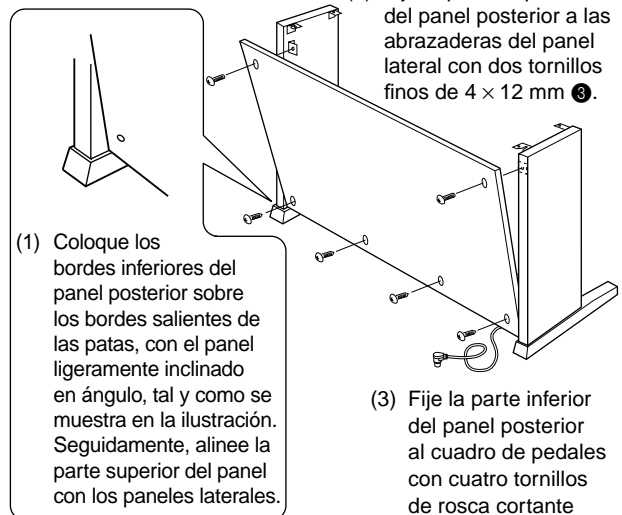 (1) Coloque los
bordes inferiores del
panel posterior sobre
los bordes salientes de
las patas, con el panel
ligeramente inclinado
en ángulo, tal y como se
muestra en la ilustración.
Seguidamente, alinee la
parte superior del panel
con los paneles laterales.
del panel posterior a las
abrazaderas del panel
lateral con dos tornillos
finos de 4 × 12 mm ❸.
(3) Fije la parte inferior
del panel posterior
al cuadro de pedales
con cuatro tornillos
de rosca cortante